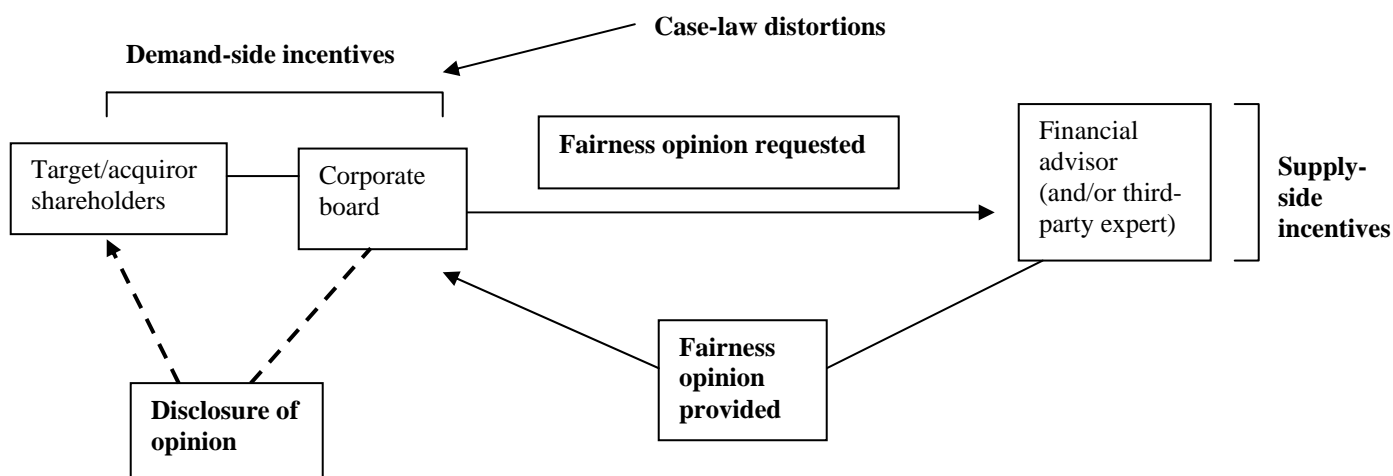 Case-law distortions
Demand-side incentives
Target/acquiror
shareholders
Corporate
board
Fairness opinion requested
Financial
advisor
(and/or third-
party expert)
Supply-
side
incentives
Fairness
opinion
provided
Disclosure of
opinion